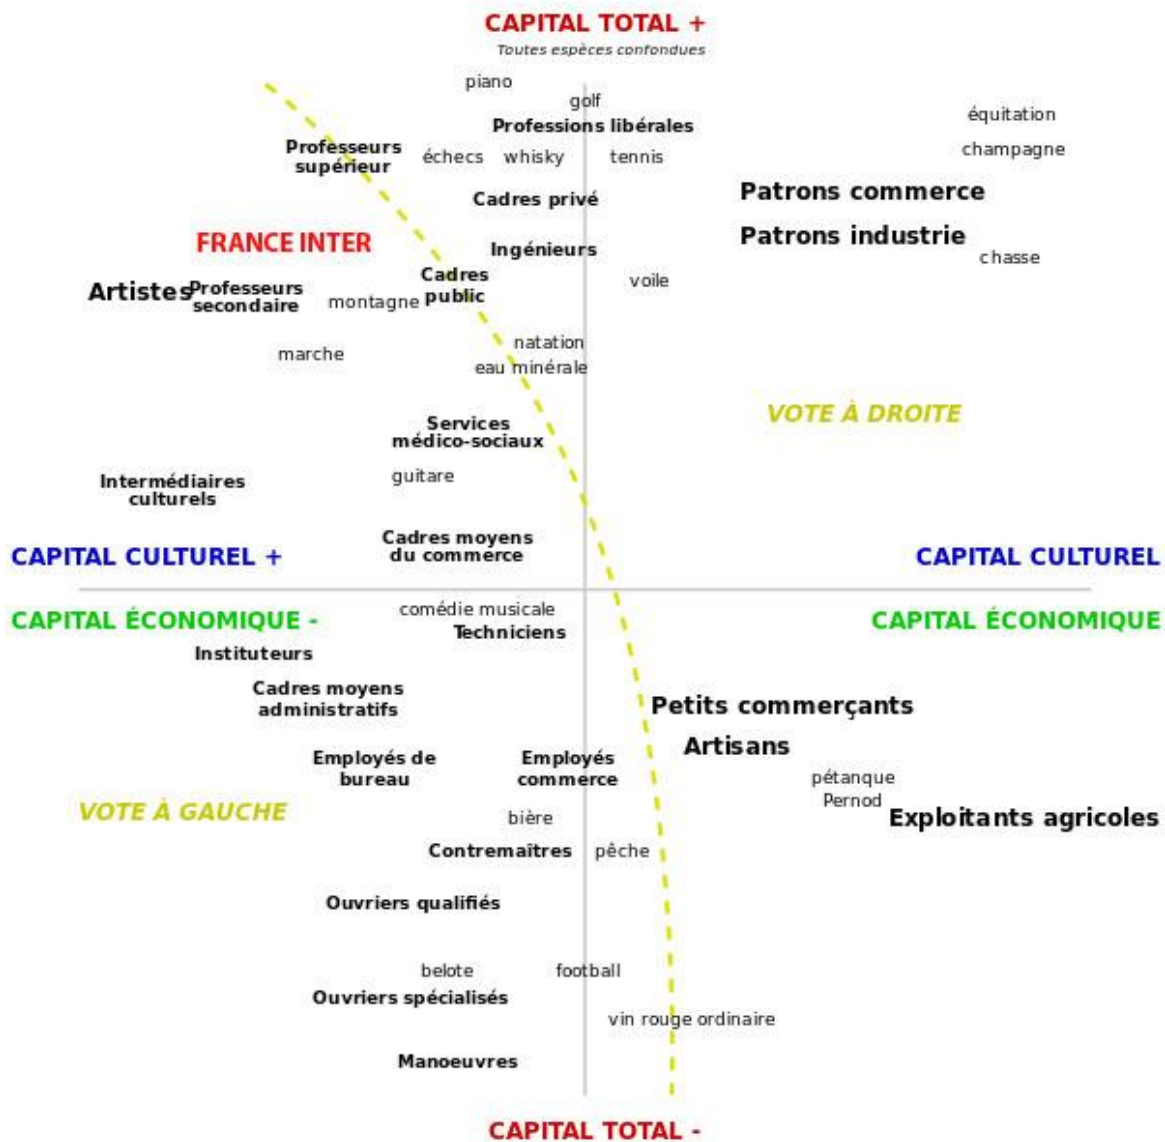 CAPITAL TOTAL +
Toutes espèces confondues
piano
golf
équitation
Professions libérales
Professeurs
supérieur
échecs
whisky
tennis
champagne
Cadres privé
Patrons commerce
FRANCE INTER
Ingénieurs
Patrons industrie
chasse
Cadres
public
voile
Artistes
Professeurs
secondaire
montagne
natation
marche
eau minérale
VOTE À DROITE
Services
médico-sociaux
guitare
Intermédiaires
culturels
Cadres moyens
du commerce
CAPITAL CULTUREL +
CAPITAL CULTUREL
CAPITAL ÉCONOMIQUE -
CAPITAL ÉCONOMIQUE
comédie musicale
Techniciens
Instituteurs
Cadres moyens
administratifs
Petits commerçants
Artisans
Employés de
bureau
Employés
commerce
pétanque
Pernod
VOTE À GAUCHE
bière
Exploitants agricoles
Contremaîtres
pêche
Ouvriers qualifiés
belote
football
Ouvriers spécialisés
vin rouge ordinaire
Manoeuvres
CAPITAL TOTAL -